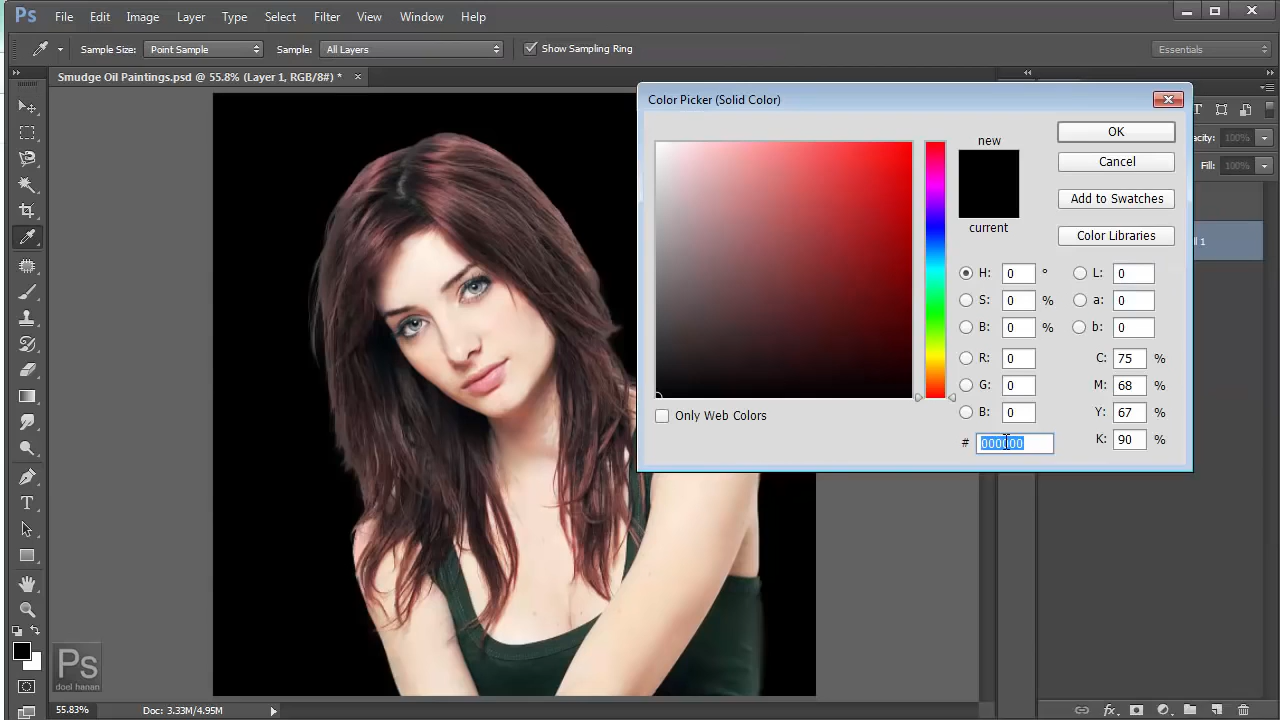 Ps File Edit Image Layer Type Select Filter View Window Help
Sample Size: Point Sample Sample: All Layers Show Sampling Ring Essentials
Smudge Oil Paintings.psd @ 55.8% (Layer 1, RGB/8#) * ×
Color Picker (Solid Color)
new
OK
Cancel
Add to Swatches
current
Color Libraries
H: 0 ° L: 0
S: 0 % a: 0
B: 0 % b: 0
R: 0 C: 75 %
G: 0 M: 68 %
B: 0 Y: 67 %
# 000000 K: 90 %
Only Web Colors
T
100%
Fill: 100%
ll 1
T
Ps
doel hanan
55.83% Doc: 3.33M/4.95M
fx